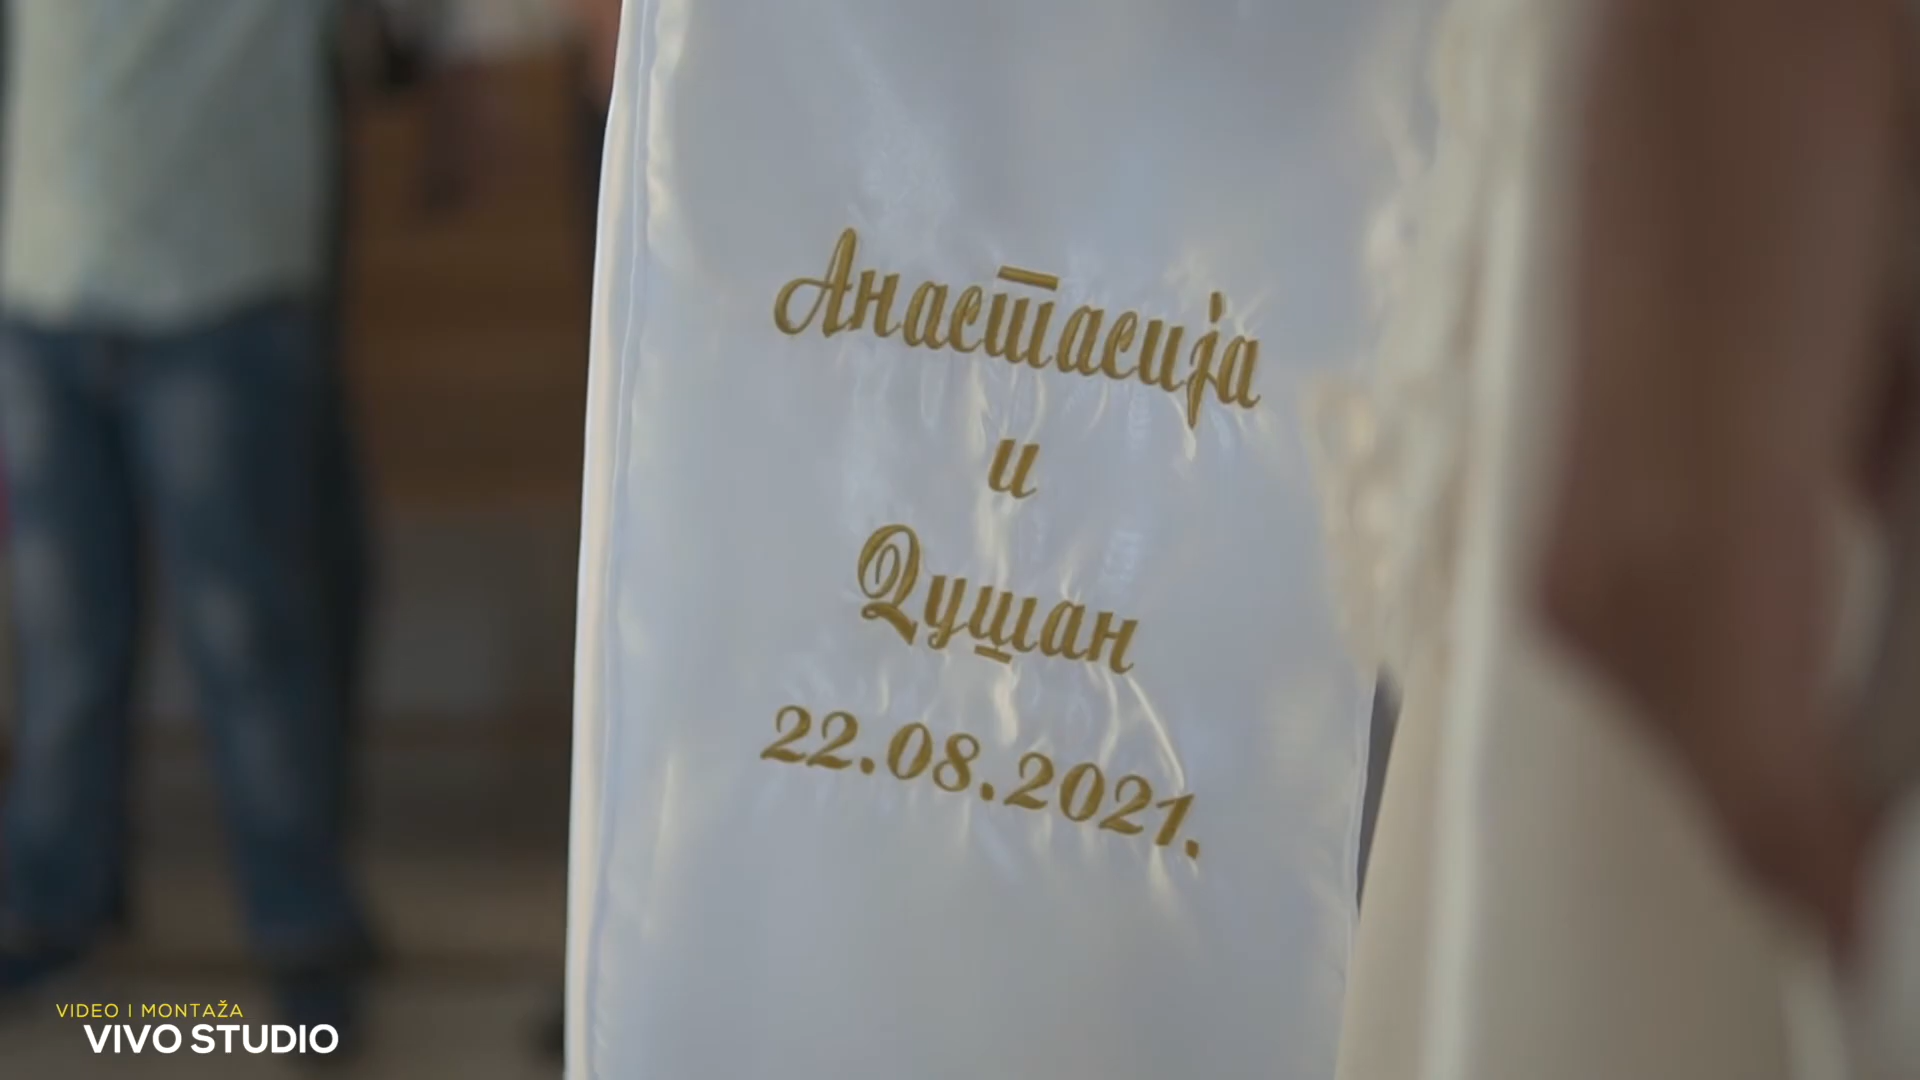 Анастасија
и
Душан
22.08.2021.
VIDEO I MONTAŽA
VIVO STUDIO